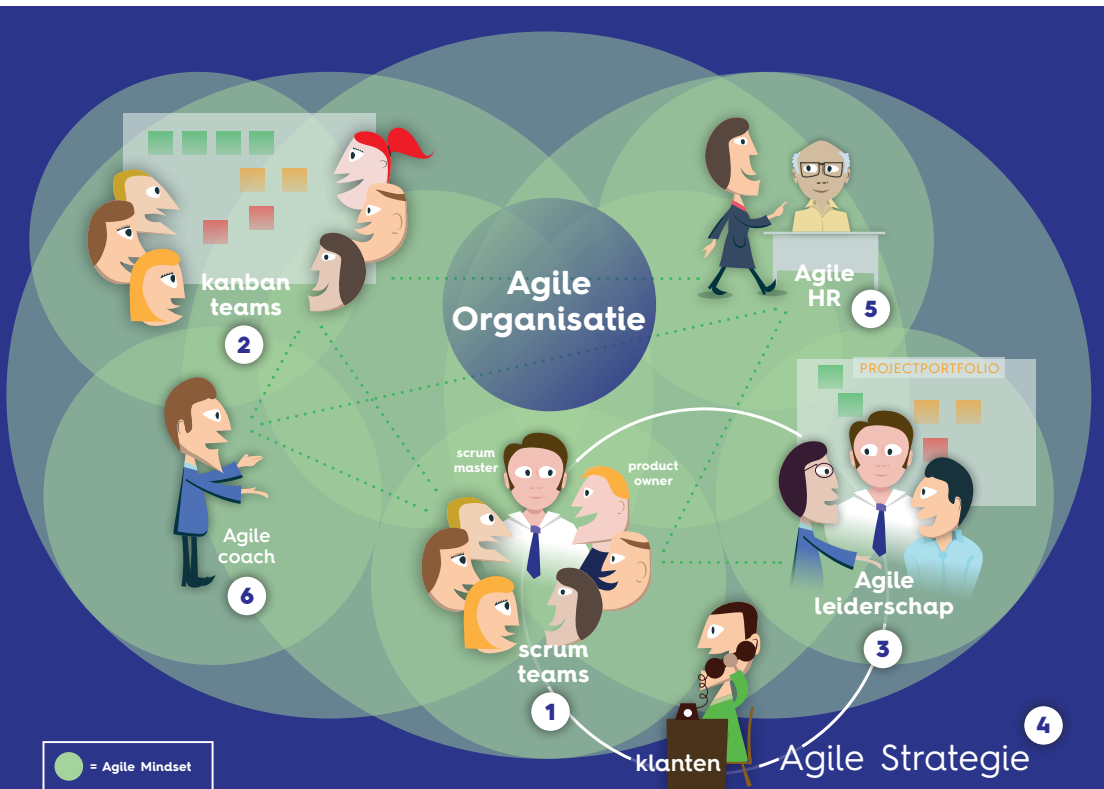 Agile
Organisatie
kanban
teams
2
Agile
HR
5
PROJECTPORTFOLIO
scrum
master
product
owner
Agile
coach
6
Agile
leiderschap
3
scrum
teams
1
4
klanten
Agile Strategie
= Agile Mindset